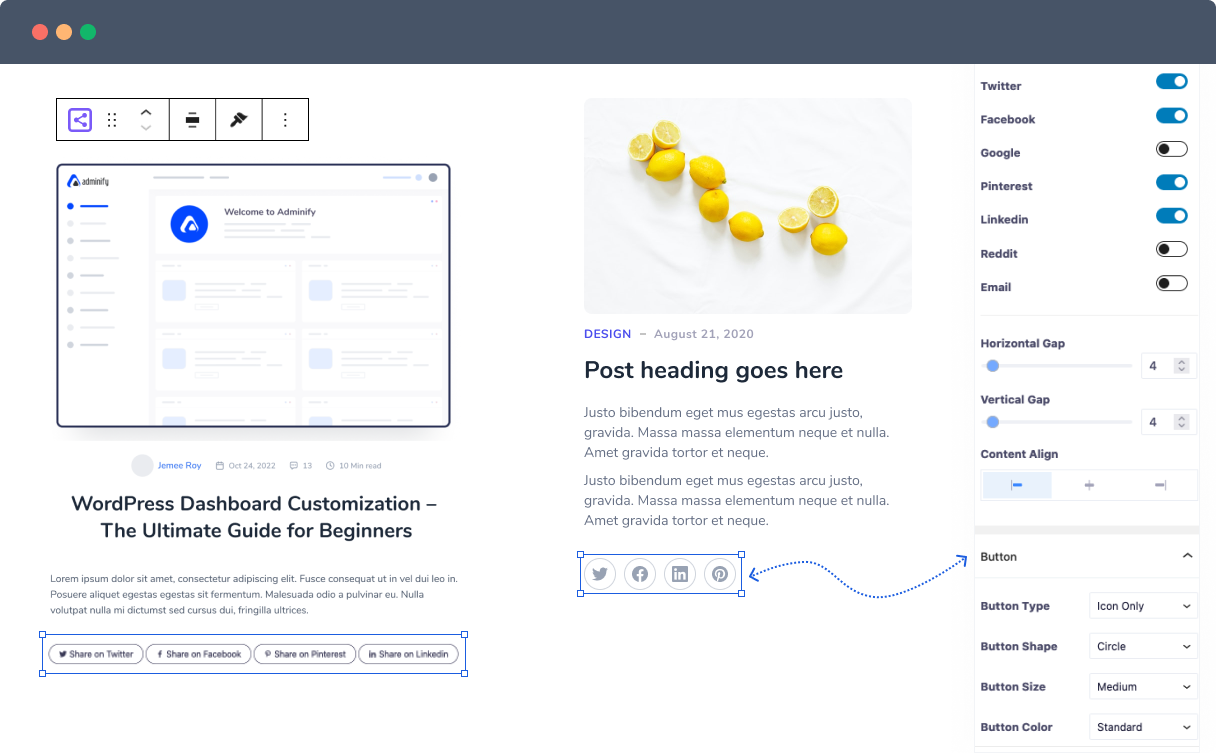 adminify
Welcome to Adminify
Jemee Roy Oct 24, 2022 13 10 Min read
WordPress Dashboard Customization –
The Ultimate Guide for Beginners
Lorem ipsum dolor sit amet, consectetur adipiscing elit. Fusce consequat ut in vel dui leo in.
Posuere aliquet egestas egestas sit fermentum. Malesuada odio a pulvinar eu. Nulla
volutpat nulla mi dictumst sed cursus dui, fringilla ultrices.
Share on Twitter Share on Facebook Share on Pinterest Share on Linkedin
DESIGN – August 21, 2020
Post heading goes here
Justo bibendum eget mus egestas arcu justo,
gravida. Massa massa elementum neque et nulla.
Amet gravida tortor et neque.
Justo bibendum eget mus egestas arcu justo,
gravida. Massa massa elementum neque et nulla.
Amet gravida tortor et neque.
Twitter
Facebook
Google
Pinterest
Linkedin
Reddit
Email
Horizontal Gap
4
Vertical Gap
4
Content Align
Button
Button Type Icon Only
Button Shape Circle
Button Size Medium
Button Color Standard